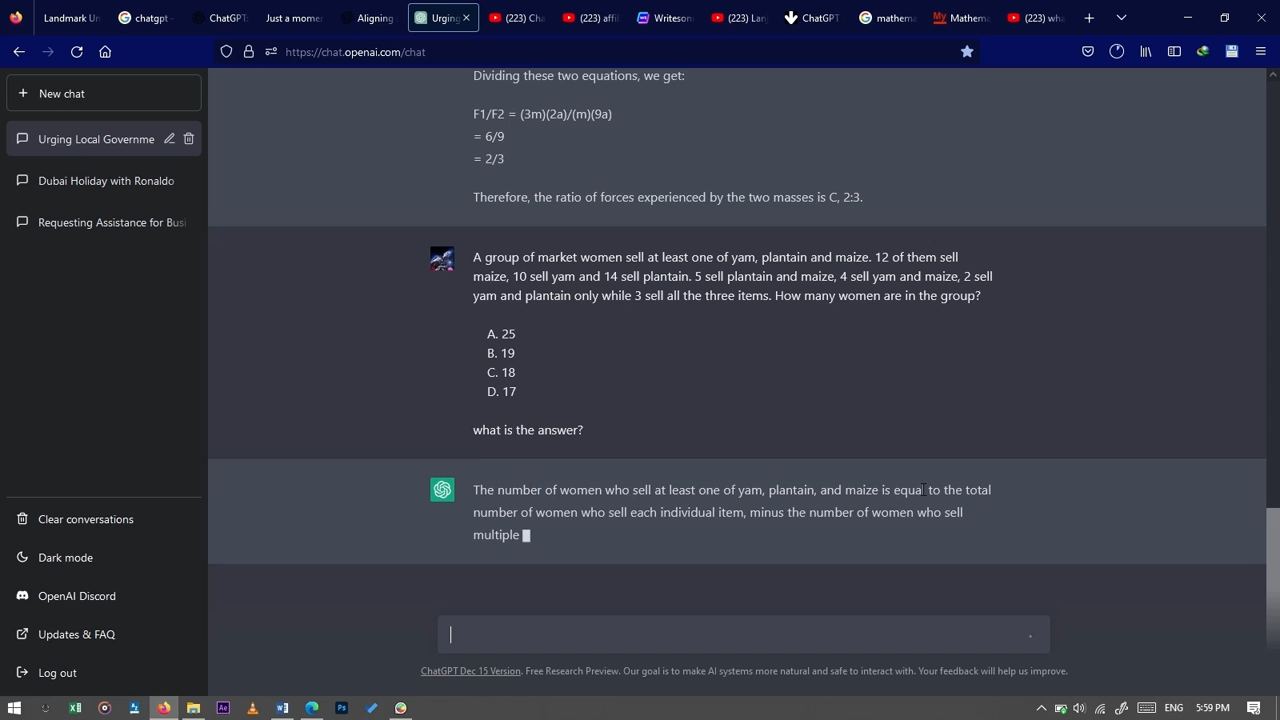 Landmark Un
chatgpt -
ChatGPT:
Just a momen
Aligning
Urging
(223) Ch
(223) affil
Writeson
(223) Lan
ChatGPT
mathema
Mathema
(223) wha
https://chat.openai.com/chat
New chat
Urging Local Governme
Dubai Holiday with Ronaldo
Requesting Assistance for Busi
Dividing these two equations, we get:
F1/F2 = (3m)(2a)/(m)(9a)
= 6/9
= 2/3
Therefore, the ratio of forces experienced by the two masses is C, 2:3.
A group of market women sell at least one of yam, plantain and maize. 12 of them sell
maize, 10 sell yam and 14 sell plantain. 5 sell plantain and maize, 4 sell yam and maize, 2 sell
yam and plantain only while 3 sell all the three items. How many women are in the group?
A. 25
B. 19
C. 18
D. 17
what is the answer?
The number of women who sell at least one of yam, plantain, and maize is equal to the total
number of women who sell each individual item, minus the number of women who sell
multiple
Clear conversations
Dark mode
OpenAI Discord
Updates & FAQ
Log out
ChatGPT Dec 15 Version. Free Research Preview. Our goal is to make AI systems more natural and safe to interact with. Your feedback will help us improve.
ENG
5:59 PM